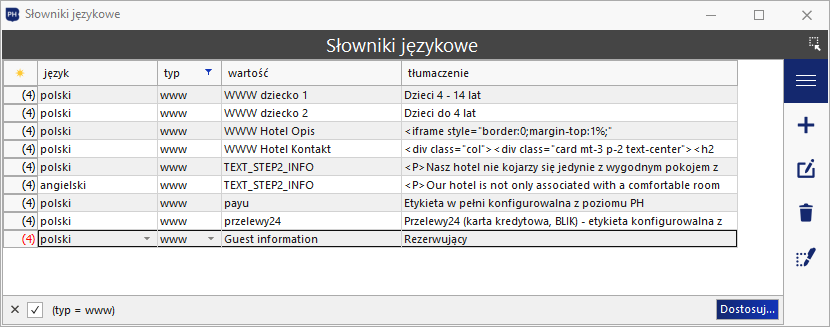 PH Słowniki językowe
Słowniki językowe
język typ wartość tłumaczenie
(4) polski www WWW dziecko 1 Dzieci 4 - 14 lat
(4) polski www WWW dziecko 2 Dzieci do 4 lat
(4) polski www WWW Hotel Opis <iframe style="border:0;margin-top:1%;"
(4) polski www WWW Hotel Kontakt <div class="col"><div class="card mt-3 p-2 text-center"><h2
(4) polski www TEXT_STEP2_INFO <P>Nasz hotel nie kojarzy się jedynie z wygodnym pokojem z
(4) angielski www TEXT_STEP2_INFO <P>Our hotel is not only associated with a comfortable room
(4) polski www payu Etykieta w pełni konfigurowalna z poziomu PH
(4) polski www przelewy24 Przelewy24 (karta kredytowa, BLIK) - etykieta konfigurowalna z
(4) polski www Guest information Rezerwujący
(typ = www) Dostosuj...